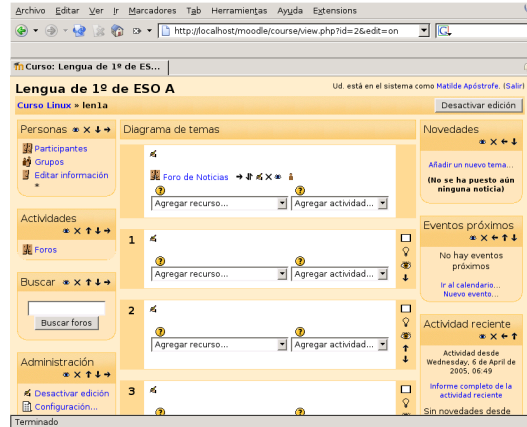 Archivo Editar Ver Ir Marcadores Tab Herramientas Ayuda Extensions
http://localhost/moodle/course/view.php?id=2&edit=on
Curso: Lengua de 1º de ES...
Lengua de 1º de ESO A
Ud. está en el sistema como Matilde Apóstrofe. (Salir)
Curso Linux » len1a
Desactivar edición
Personas
Participantes
Grupos
Editar información
*
Actividades
Foros
Buscar
Buscar foros
Administración
Desactivar edición
Configuración...
Diagrama de temas
Foro de Noticias
Agregar recurso...
Agregar actividad...
1
Agregar recurso...
Agregar actividad...
2
Agregar recurso...
Agregar actividad...
3
Novedades
Añadir un nuevo tema...
(No se ha puesto aún
ninguna noticia)
Eventos próximos
No hay eventos
próximos
Ir al calendario...
Nuevo evento...
Actividad reciente
Actividad desde
Wednesday, 6 de April de
2005, 06:49
Informe completo de la
actividad reciente
Sin novedades desde
Terminado